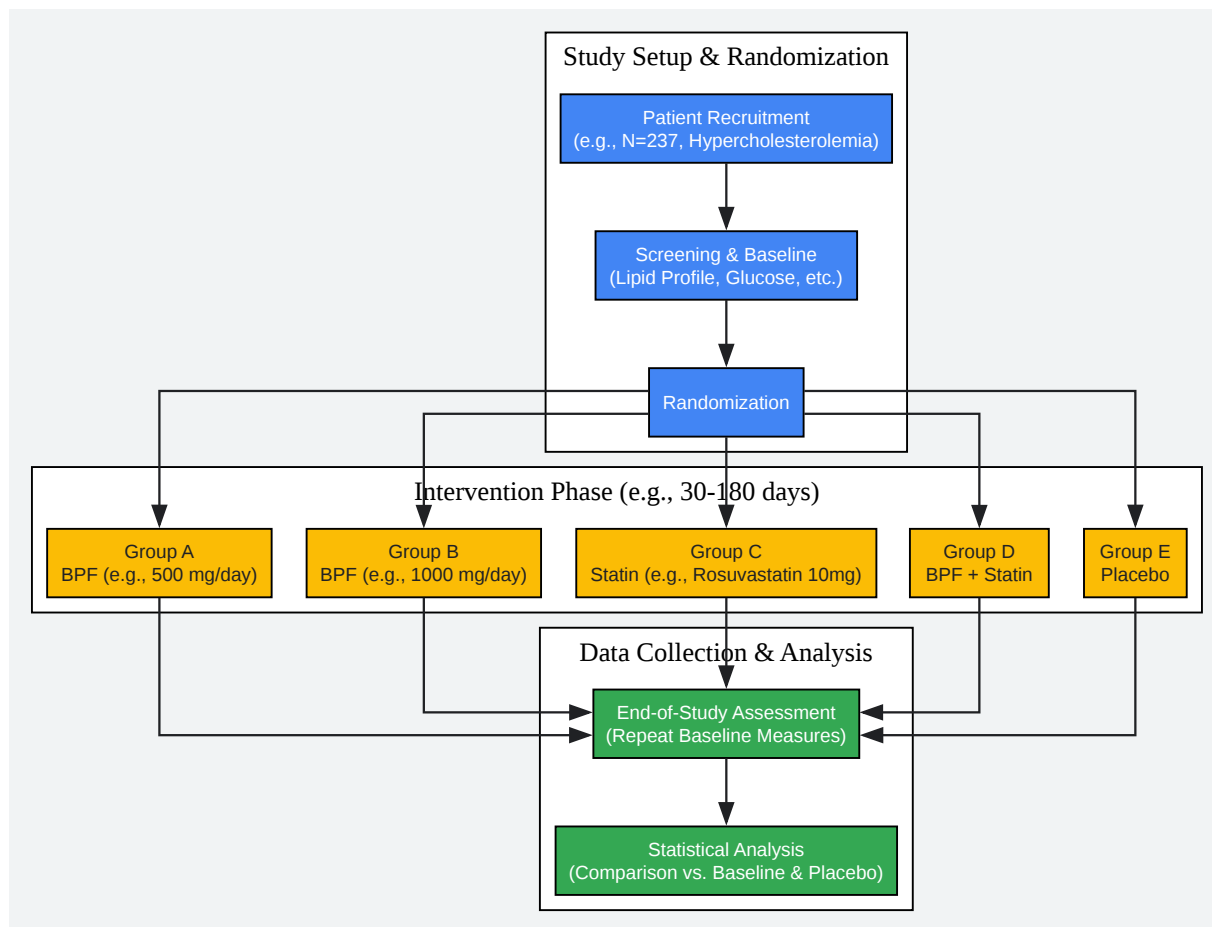 Study Setup & Randomization
Patient Recruitment
(e.g., N=237, Hypercholesterolemia)
Screening & Baseline
(Lipid Profile, Glucose, etc.)
Randomization
Intervention Phase (e.g., 30-180 days)
Group A
BPF (e.g., 500 mg/day)
Group B
BPF (e.g., 1000 mg/day)
Group C
Statin (e.g., Rosuvastatin 10mg)
Group D
BPF + Statin
Group E
Placebo
Data Collection & Analysis
End-of-Study Assessment
(Repeat Baseline Measures)
Statistical Analysis
(Comparison vs. Baseline & Placebo)